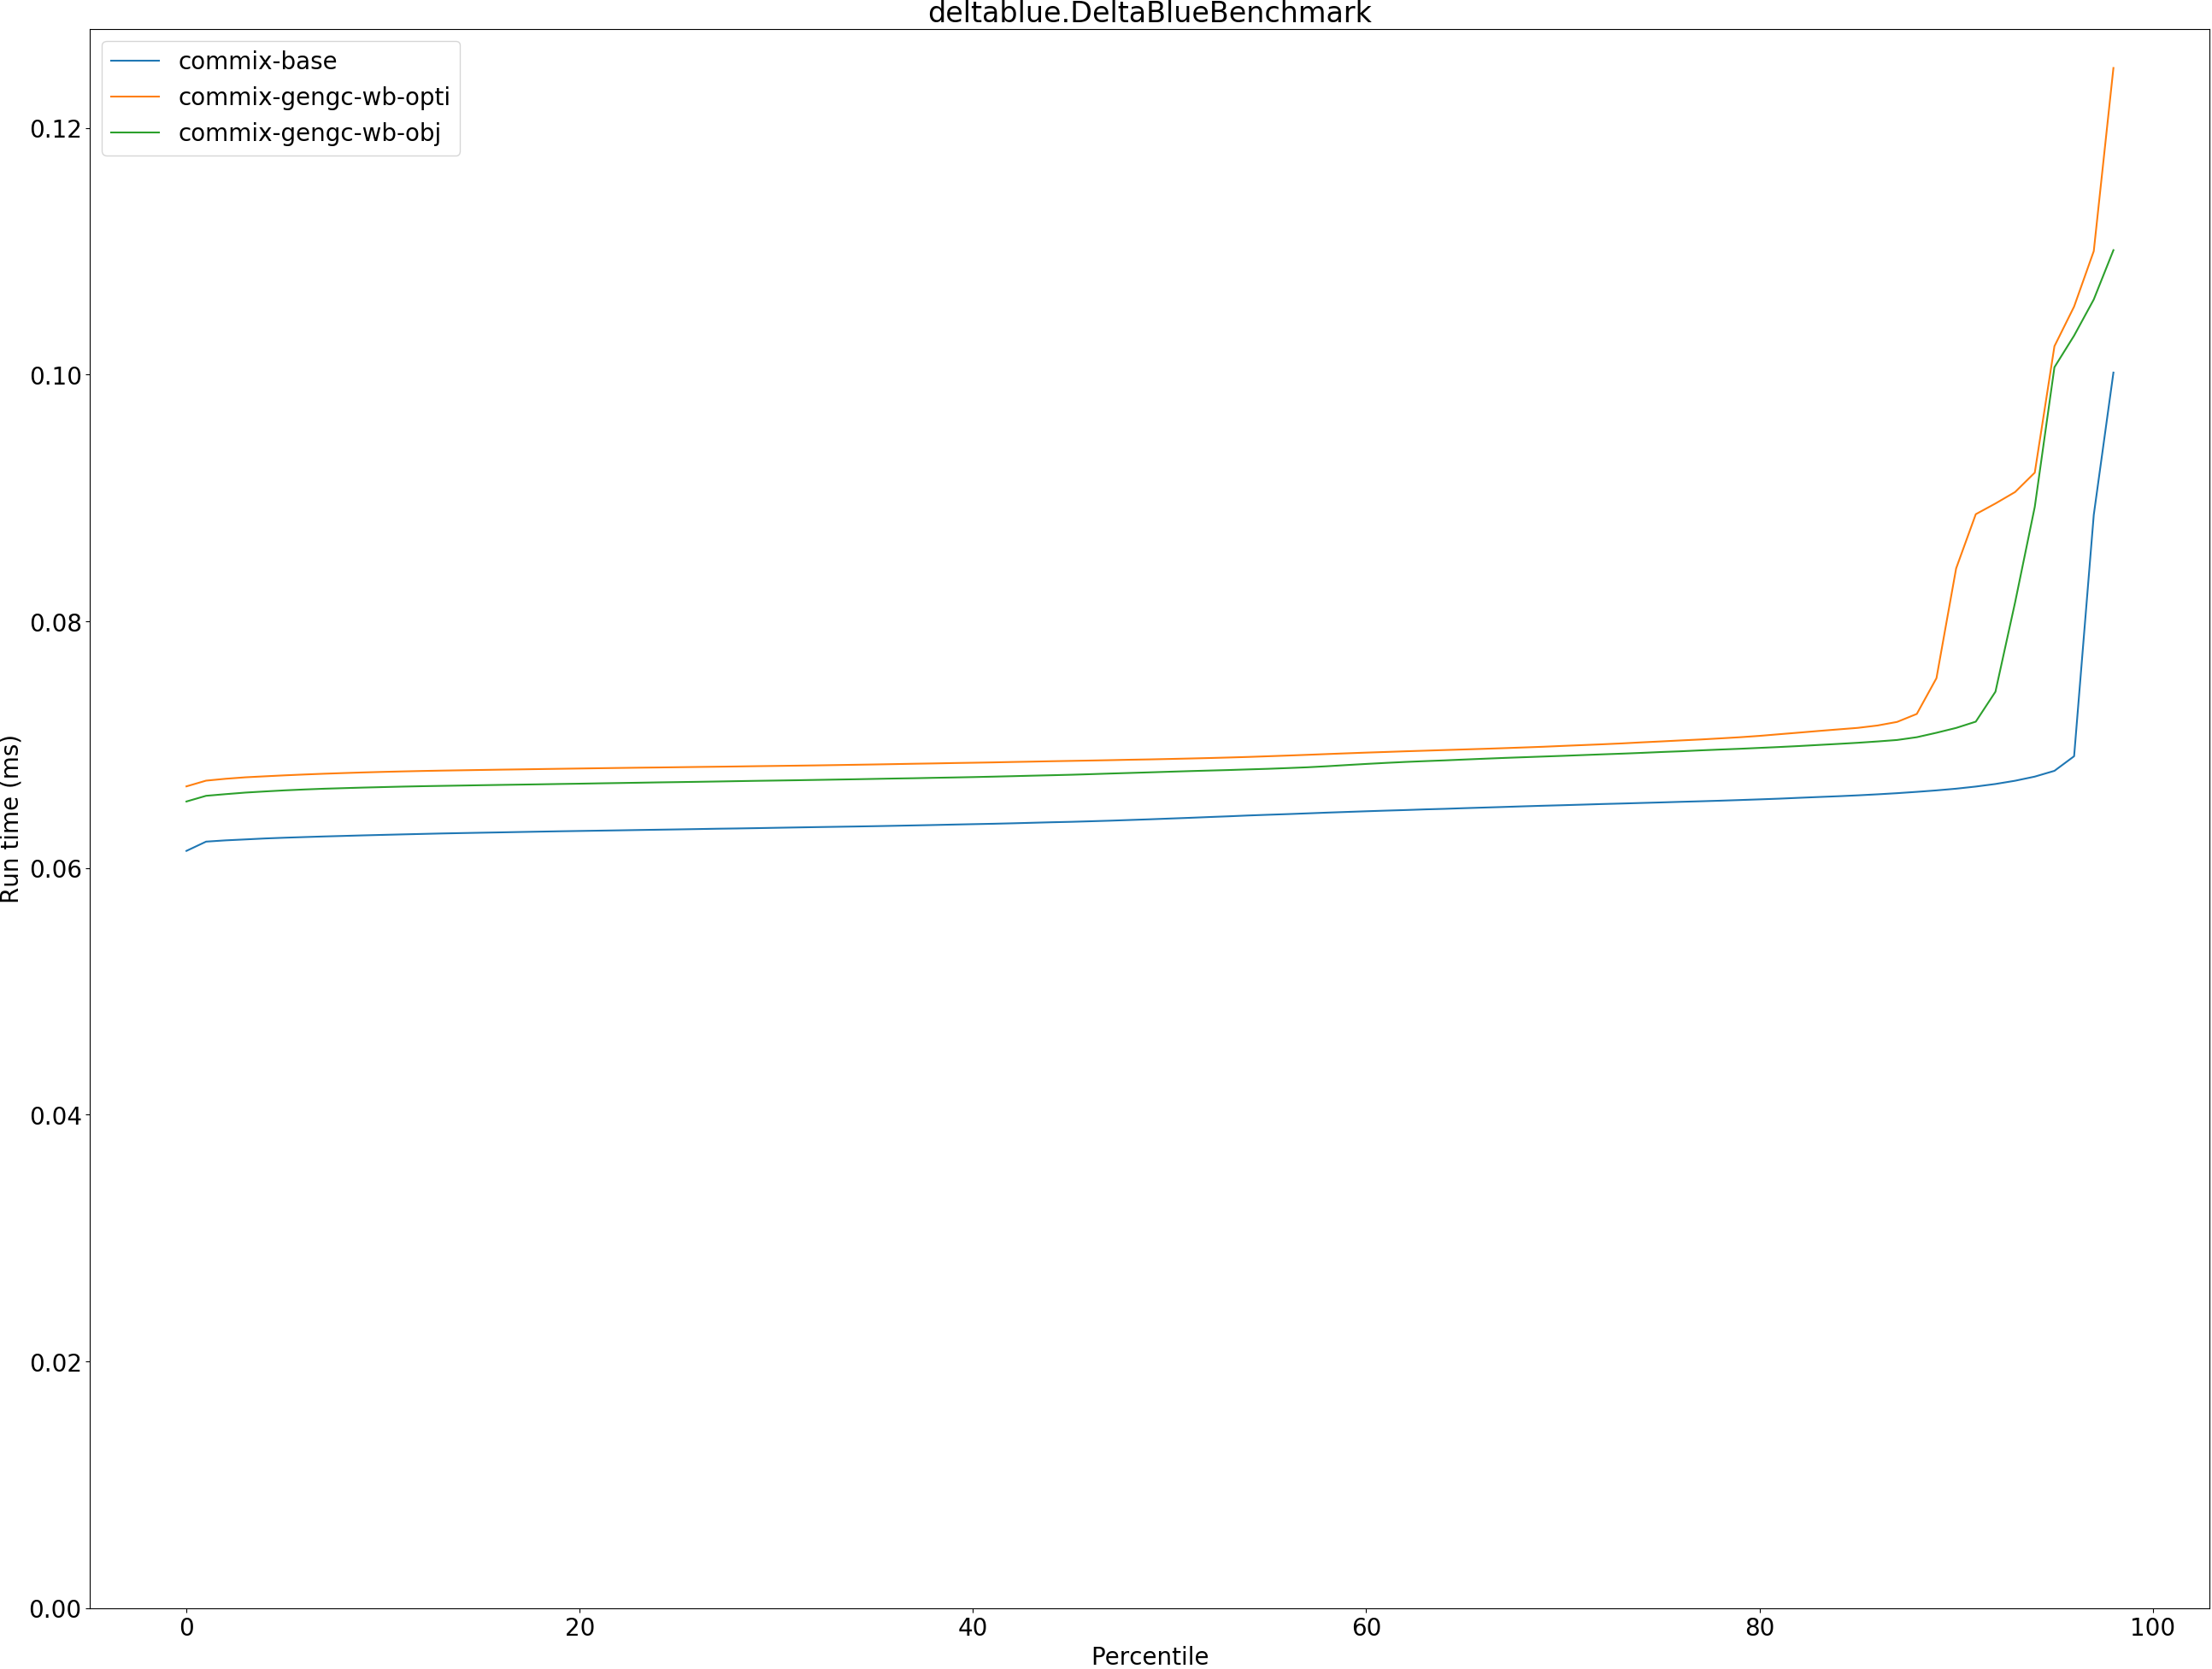 deltablue.DeltaBlueBenchmark
commix-base
commix-gengc-wb-opti
commix-gengc-wb-obj
Run time (ms)
0.12
0.10
0.08
0.06
0.04
0.02
0.00
0 20 40 60 80 100
Percentile